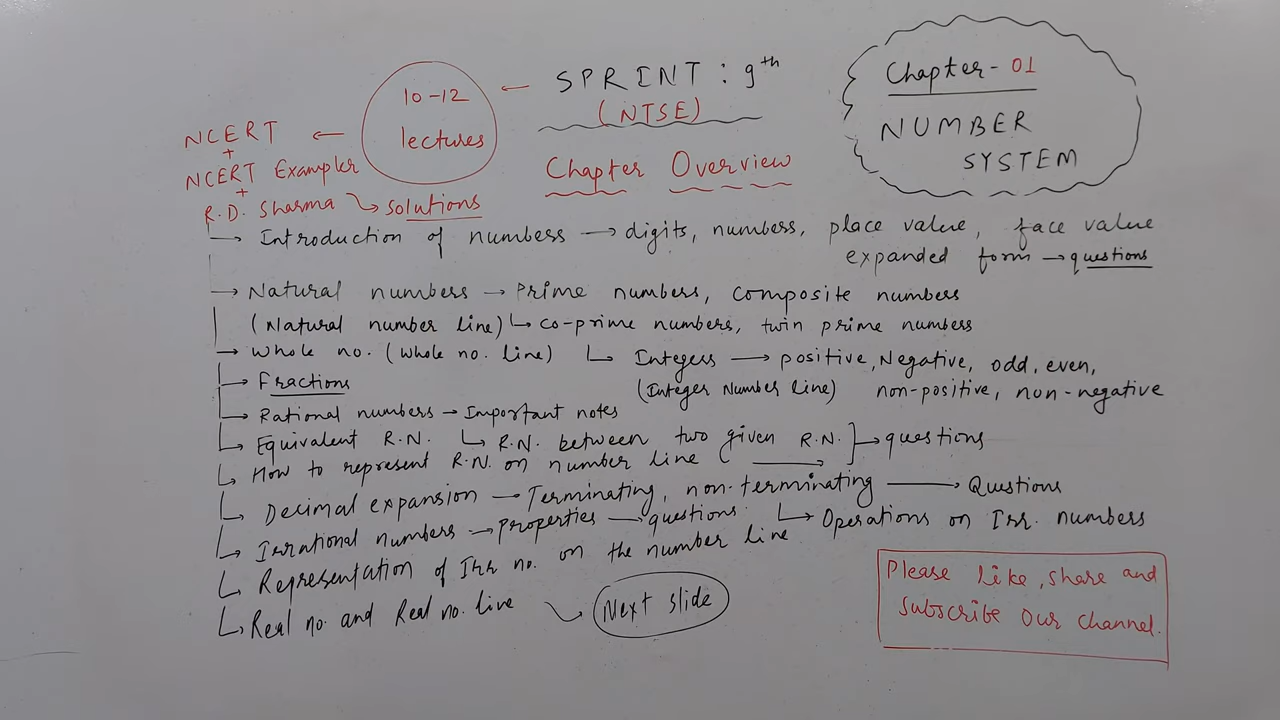 SPRINT : 9th
(NTSE)
Chapter Overview
Chapter - 01
NUMBER
SYSTEM
10-12
lectures
NCERT
+
NCERT Exampler
+
R.D. Sharma → solutions
→ Introduction of numbers → digits, numbers, place value, face value
expanded form → questions
→ Natural numbers → Prime numbers, composite numbers
(Natural number line) → co-prime numbers, twin prime numbers
→ Whole no. (Whole no. line) → Integers → positive, Negative, odd, even,
→ Fractions (Integer Number line) non-positive, non-negative
→ Rational numbers → Important notes
→ Equivalent R.N. → R.N. between two given R.N. → questions
→ How to represent R.N. on number line
→ Decimal expansion → Terminating, non-terminating → Questions
→ Irrational numbers → properties → questions. → Operations on Irr. numbers
→ Representation of Irr no. on the number line
→ Real no. and Real no. live → Next slide
Please like, share and
subscribe our channel.